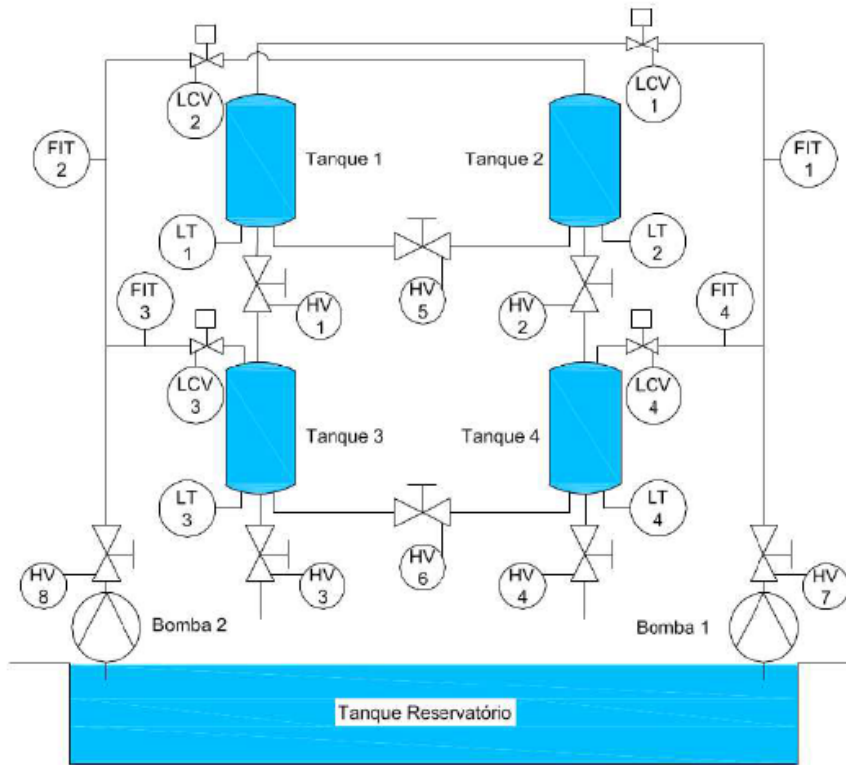 LCV
2
LCV
1
FIT
2
Tanque 1
Tanque 2
FIT
1
LT
1
LT
2
FIT
3
HV
1
HV
5
HV
2
FIT
4
LCV
3
LCV
4
Tanque 3
Tanque 4
LT
3
LT
4
HV
8
HV
3
HV
6
HV
4
HV
7
Bomba 2
Bomba 1
Tanque Reservatório